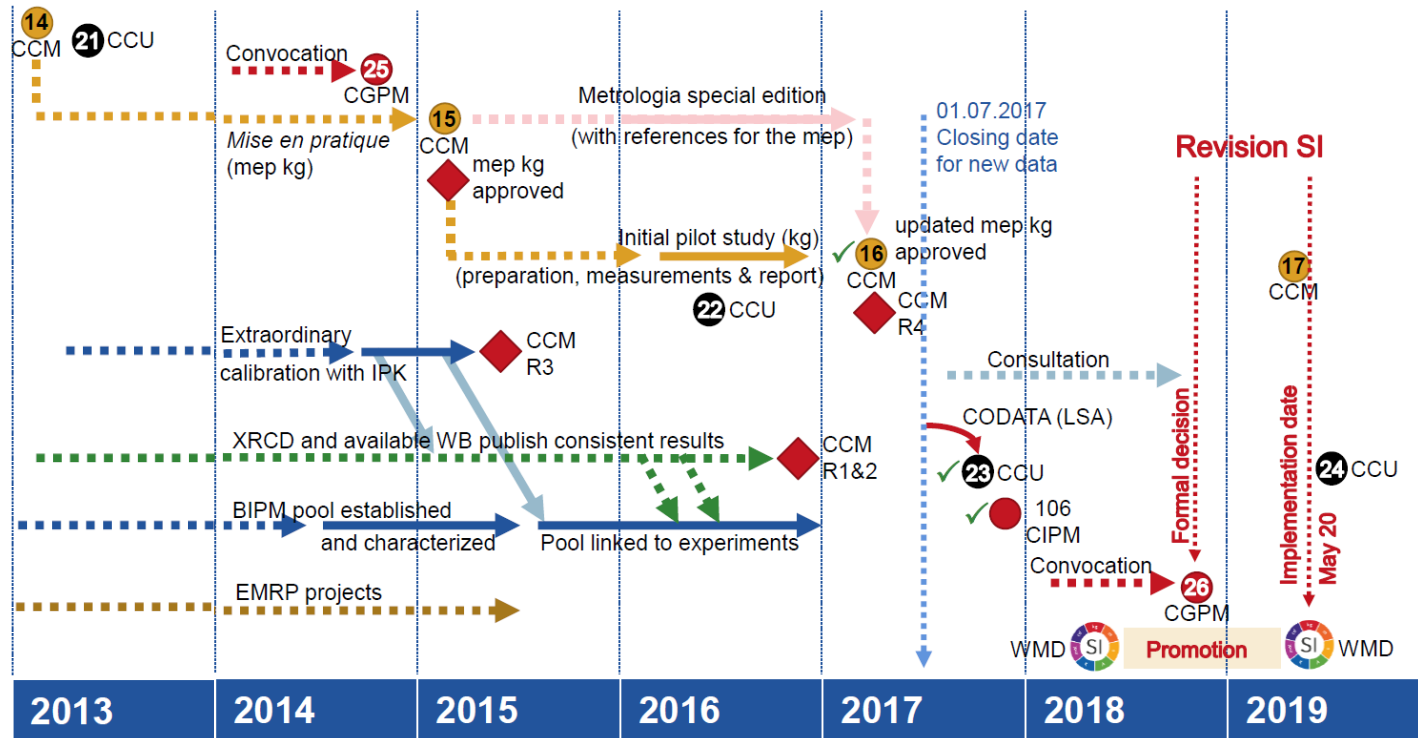 14
CCM
21 CCU
Convocation
25
CGPM
Mise en pratique
(mep kg)
15
CCM
mep kg
approved
Metrologia special edition
(with references for the mep)
01.07.2017
Closing date
for new data
Revision SI
Initial pilot study (kg)
(preparation, measurements & report)
22 CCU
16
CCM
updated mep kg
approved
CCM
R4
17
CCM
Extraordinary
calibration with IPK
CCM
R3
Consultation
XRCD and available WB publish consistent results
CCM
R1&2
CODATA (LSA)
23 CCU
106
CIPM
Formal decision
Implementation date
May 20
24 CCU
BIPM pool established
and characterized
Pool linked to experiments
Convocation
26
CGPM
EMRP projects
WMD SI
Promotion
SI WMD
2013
2014
2015
2016
2017
2018
2019